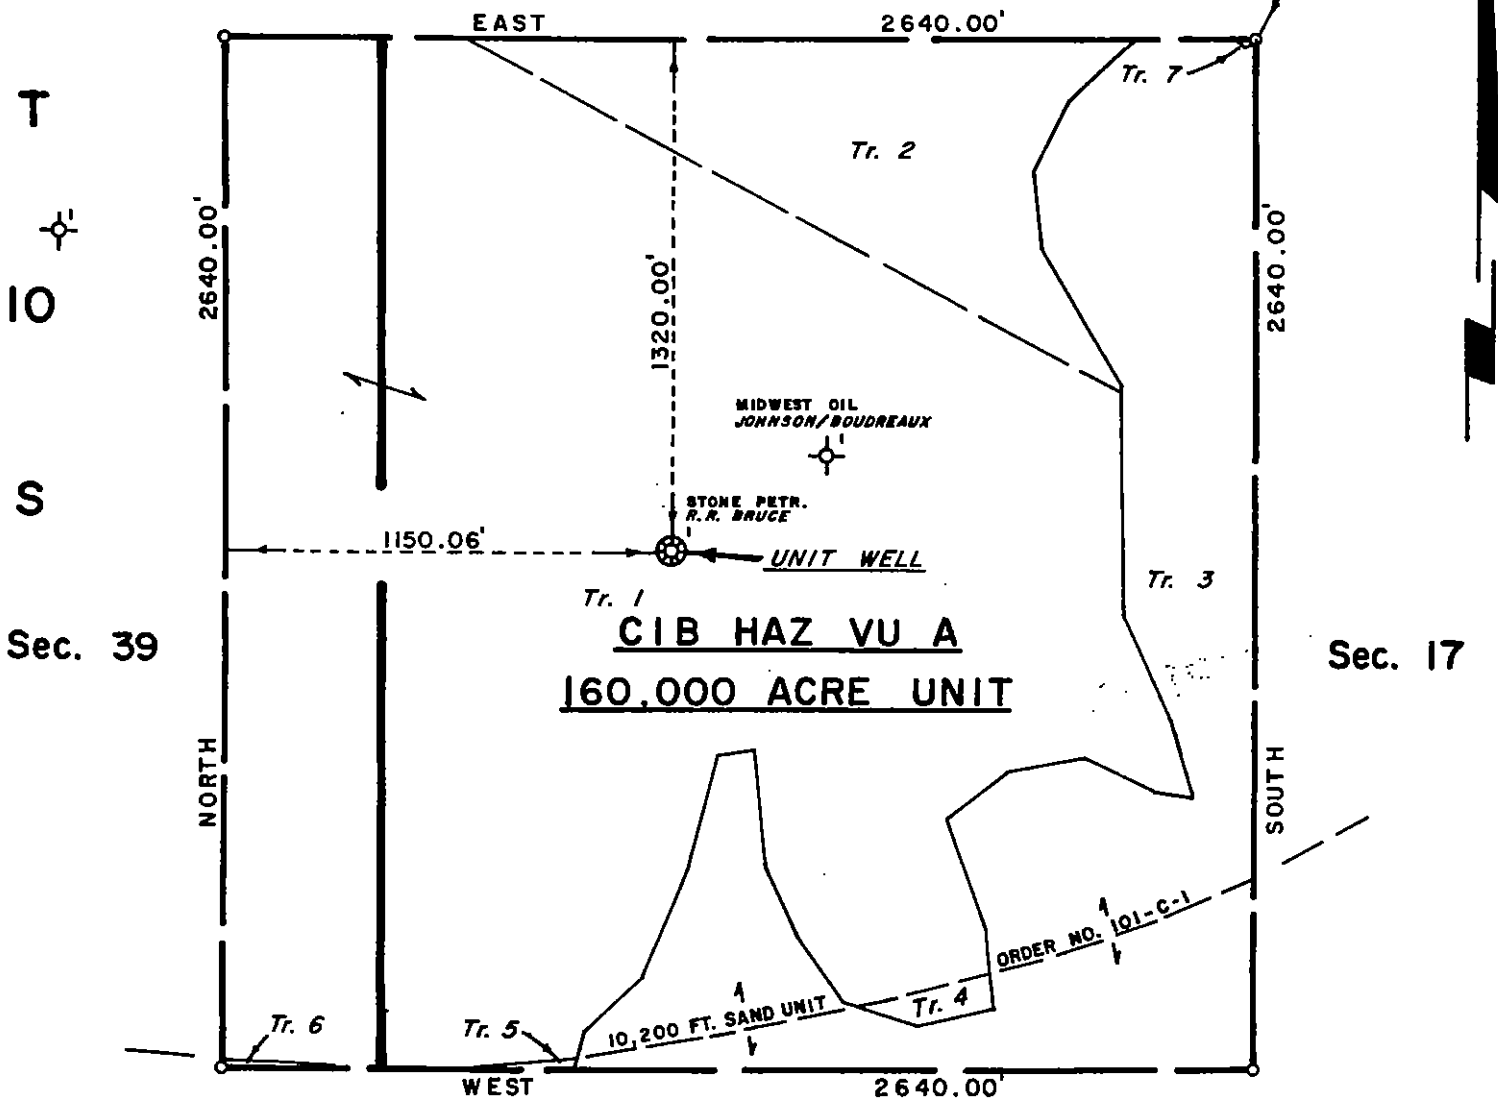 EAST 2640.00'
Tr. 7
T
Tr. 2
2640.00'
2640.00'
1'
10
1320.00'
MIDWEST OIL
JOHNSON/BOUDREAUX
1
S
STONE PETR.
R.R. BRUCE
1
1150.06'
UNIT WELL
Tr. 3
Tr. 1
CIB HAZ VU A
Sec. 39
Sec. 17
160.000 ACRE UNIT
NORTH
SOUTH
ORDER NO. 101-C-1
10,200 FT. SAND UNIT
Tr. 4
Tr. 6
Tr. 5
WEST 2640.00'